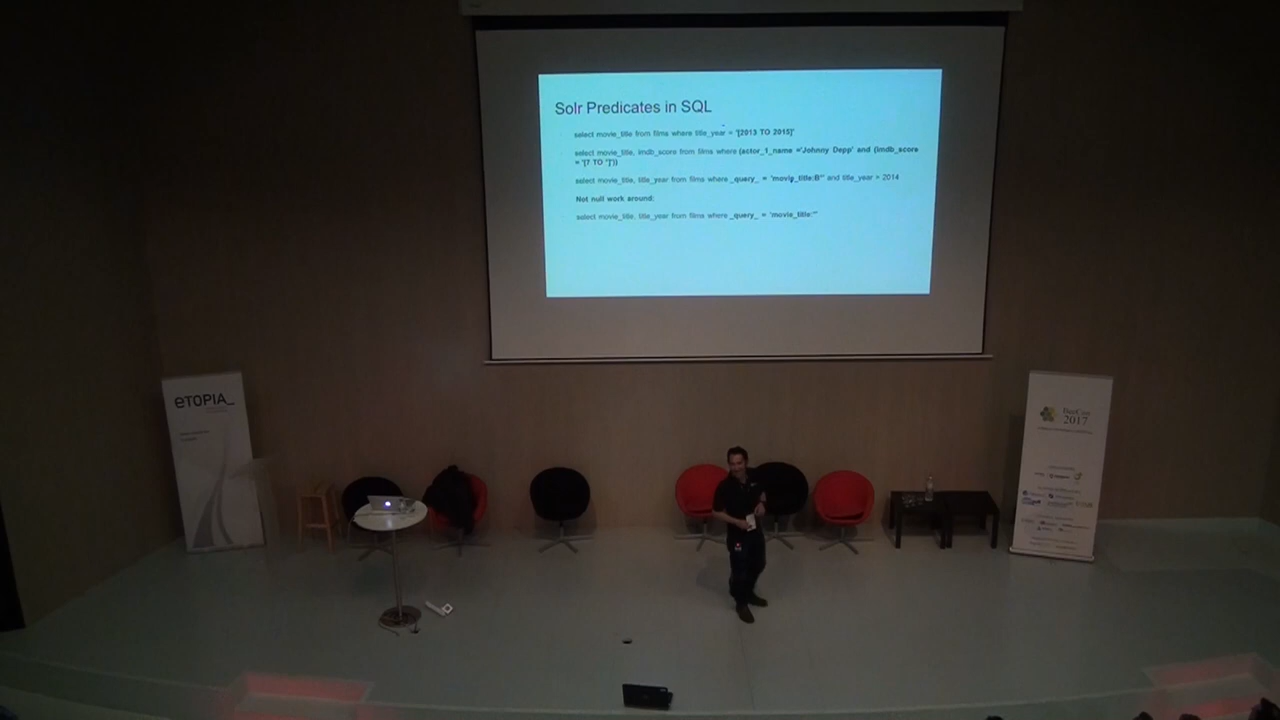 Solr Predicates in SQL
select movie_title from films where title_year = '[2013 TO 2015]'
select movie_title, imdb_score from films where (actor_1_name ='Johnny Depp' and (imdb_score
= '[7 TO *]'))
select movie_title, title_year from films where _query_ = 'movie_title:B*' and title_year = 2014
Not null work around:
select movie_title, title_year from films where _query_ = 'movie_title:*'
eTOPIA_
BeeCon
2017